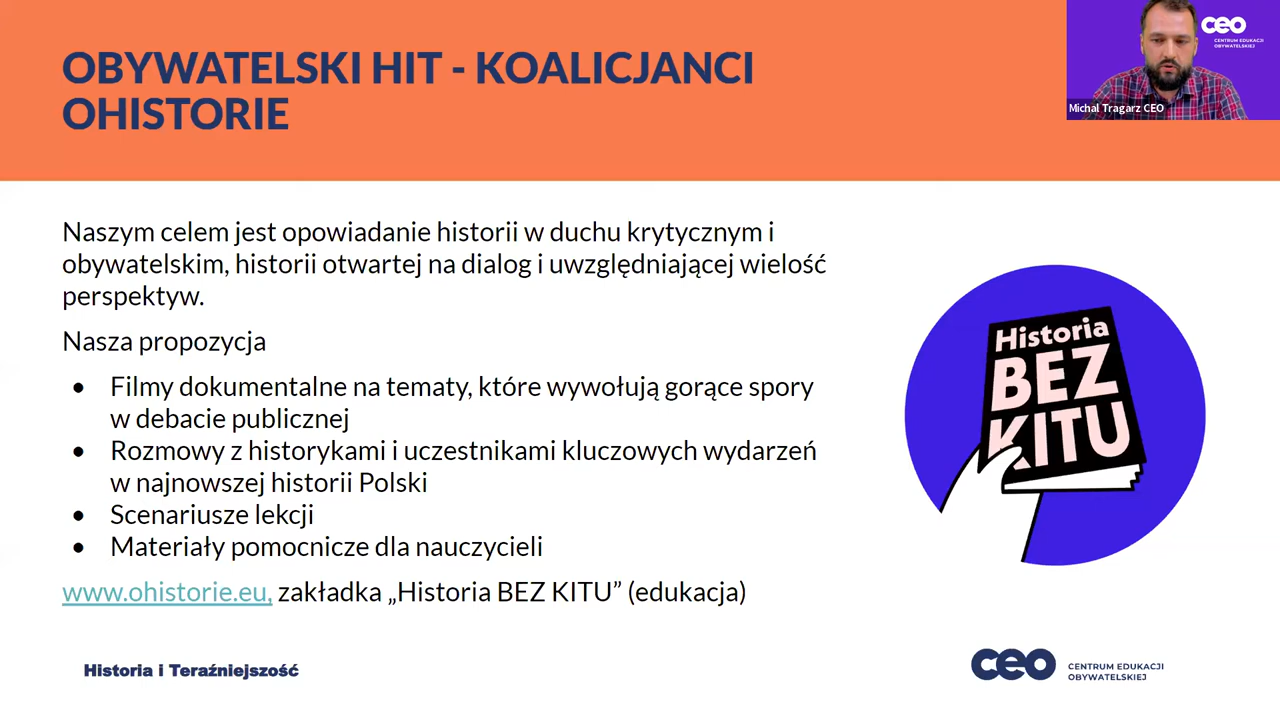 OBYWATELSKI HIT - KOALICJANCI
OHISTORIE
ceo
CENTRUM EDUKACJI
OBYWATELSKIEJ
Michal Tragarz CEO
Naszym celem jest opowiadanie historii w duchu krytycznym i
obywatelskim, historii otwartej na dialog i uwzględniającej wielość
perspektyw.
Nasza propozycja
● Filmy dokumentalne na tematy, które wywołują gorące spory
w debacie publicznej
● Rozmowy z historykami i uczestnikami kluczowych wydarzeń
w najnowszej historii Polski
● Scenariusze lekcji
● Materiały pomocnicze dla nauczycieli
www.ohistorie.eu, zakładka „Historia BEZ KITU” (edukacja)
Historia
BEZ
KITU
Historia i Teraźniejszość
ceo
CENTRUM EDUKACJI
OBYWATELSKIEJ